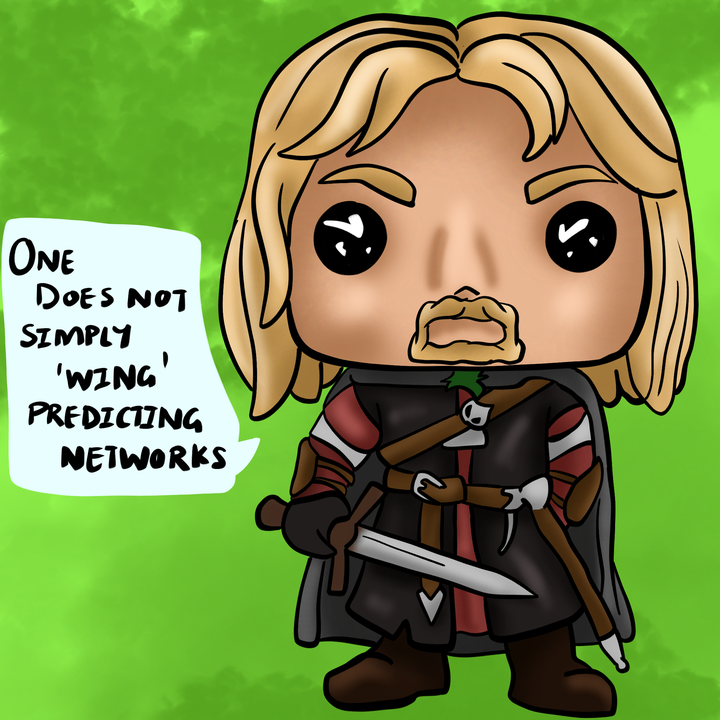 One
does not
simply
'wing'
predicting
networks